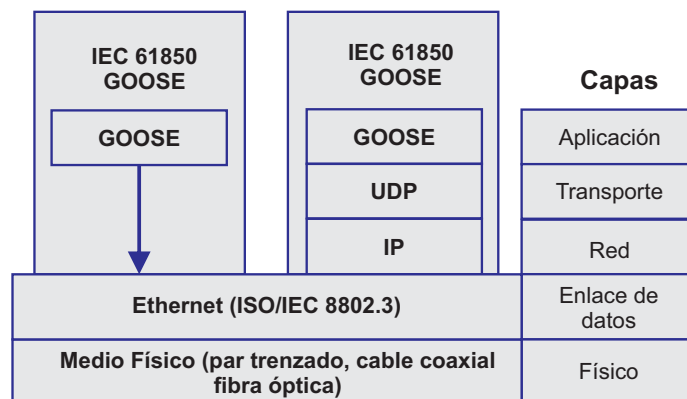 IEC 61850
GOOSE
GOOSE
IEC 61850
GOOSE
GOOSE
UDP
IP
Capas
Aplicación
Transporte
Red
Ethernet (ISO/IEC 8802.3)
Enlace de
datos
Medio Físico (par trenzado, cable coaxial
fibra óptica)
Físico